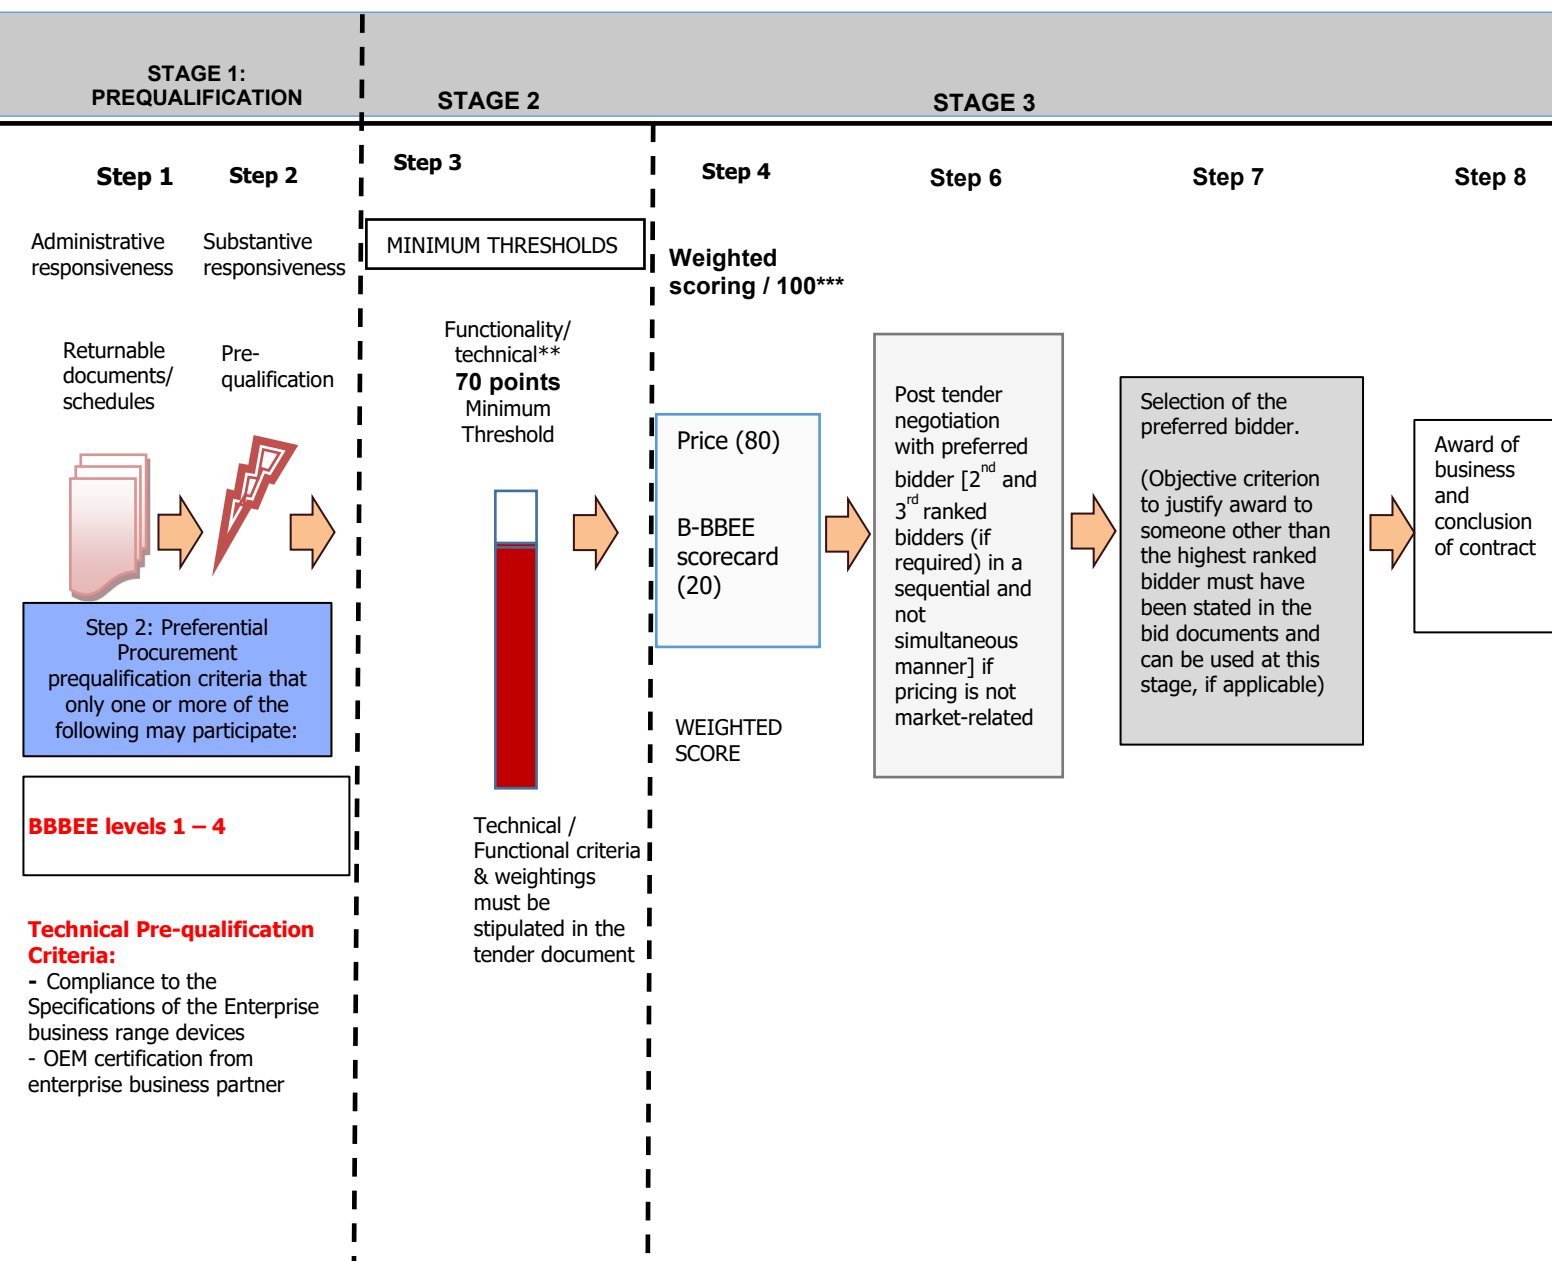 STAGE 1:
PREQUALIFICATION
STAGE 2
STAGE 3
Step 1
Step 2
Step 3
Step 4
Step 6
Step 7
Step 8
Administrative
responsiveness
Substantive
responsiveness
MINIMUM THRESHOLDS
Weighted
scoring / 100***
Returnable
documents/
schedules
Pre-
qualification
Functionality/
technical**
70 points
Minimum
Threshold
Price (80)
B-BBEE
scorecard
(20)
Post tender
negotiation
with preferred
bidder [2nd and
3rd ranked
bidders (if
required) in a
sequential and
not
simultaneous
manner] if
pricing is not
market-related
Selection of the
preferred bidder.
(Objective criterion
to justify award to
someone other than
the highest ranked
bidder must have
been stated in the
bid documents and
can be used at this
stage, if applicable)
Award of
business
and
conclusion
of contract
Step 2: Preferential
Procurement
prequalification criteria that
only one or more of the
following may participate:
WEIGHTED
SCORE
BBBEE levels 1 – 4
Technical /
Functional criteria
& weightings
must be
stipulated in the
tender document
Technical Pre-qualification
Criteria:
- Compliance to the
Specifications of the Enterprise
business range devices
- OEM certification from
enterprise business partner